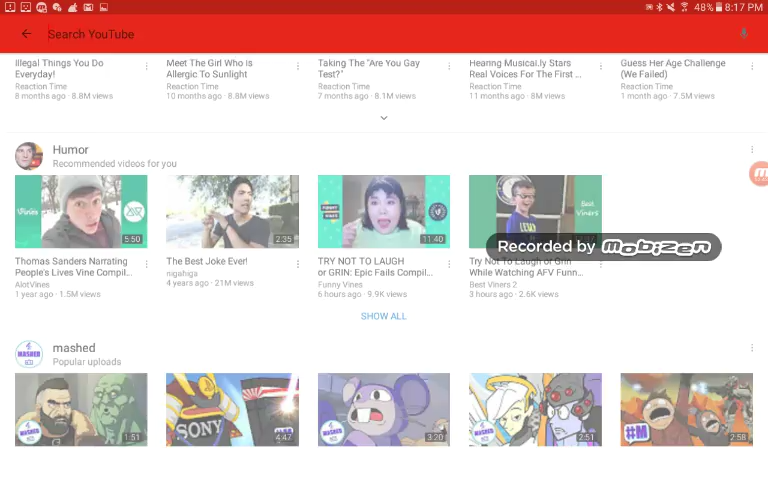 48% 8:17 PM
Search YouTube
Illegal Things You Do
Everyday!
Reaction Time
8 months ago · 8.8M views
Meet The Girl Who Is
Allergic To Sunlight
Reaction Time
10 months ago · 8.8M views
Taking The "Are You Gay
Test?"
Reaction Time
7 months ago · 8.1M views
Hearing Musical.ly Stars
Real Voices For The First ...
Reaction Time
11 months ago · 8M views
Guess Her Age Challenge
(We Failed)
Reaction Time
1 month ago · 7.5M views
Humor
Recommended videos for you
Vinies
5:50
2:35
11:40
Best
Viners
Recorded by Mobizen
Thomas Sanders Narrating
People's Lives Vine Compil...
AlotVines
1 year ago · 1.5M views
The Best Joke Ever!
nigahiga
4 years ago · 21M views
TRY NOT TO LAUGH
or GRIN: Epic Fails Compil...
Funny Vines
6 hours ago · 9.9K views
Try Not To Laugh or Grin
While Watching AFV Funn...
Best Viners 2
3 hours ago · 2.6K views
SHOW ALL
mashed
Popular uploads
MASHED
1:51
SONY
4:47
MASHED
3:20
MASHED
2:51
#M
2:58